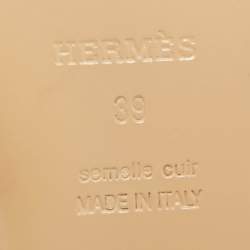 HERMÈS
39
semelle cuir
MADE IN ITALY